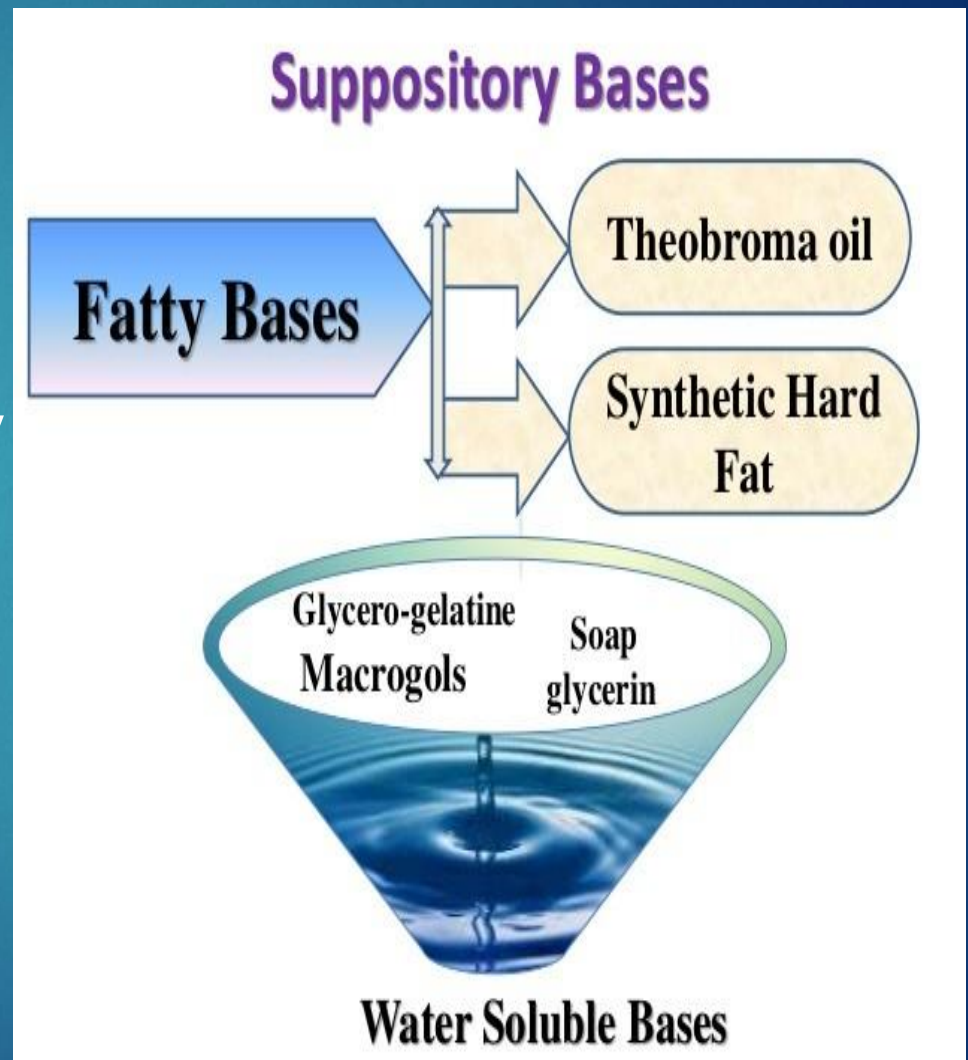 Suppository Bases
Fatty Bases
Theobroma oil
Synthetic Hard
Fat
Glycero-gelatine
Macrogols
Soap
glycerin
Water Soluble Bases